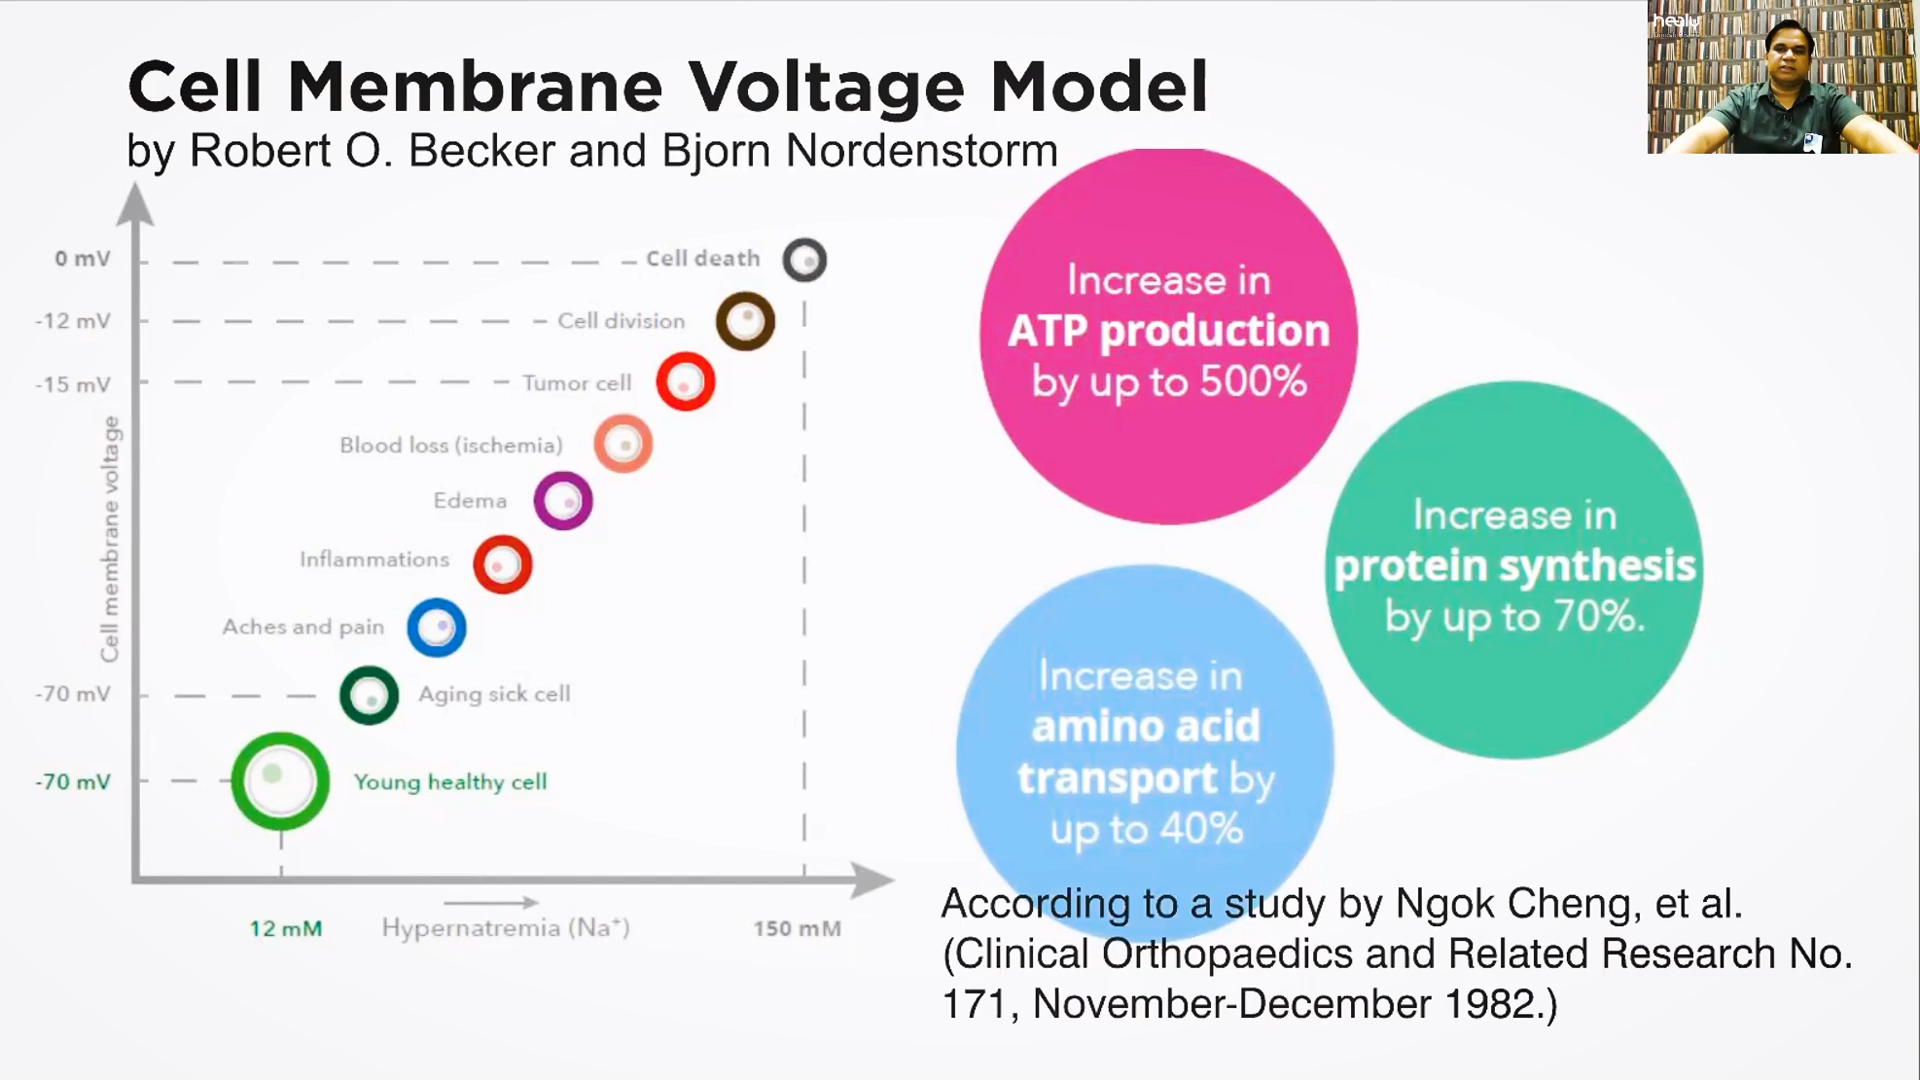 healy
Cell Membrane Voltage Model
by Robert O. Becker and Bjorn Nordenstorm
0 mV
Cell death
-12 mV
Cell division
-15 mV
Tumor cell
Blood loss (ischemia)
Edema
Inflammations
Aches and pain
-70 mV
Aging sick cell
-70 mV
Young healthy cell
Cell membrane voltage
12 mM
Hypernatremia (Na⁺)
150 mM
Increase in
ATP production
by up to 500%
Increase in
protein synthesis
by up to 70%.
Increase in
amino acid
transport by
up to 40%
According to a study by Ngok Cheng, et al.
(Clinical Orthopaedics and Related Research No.
171, November-December 1982.)